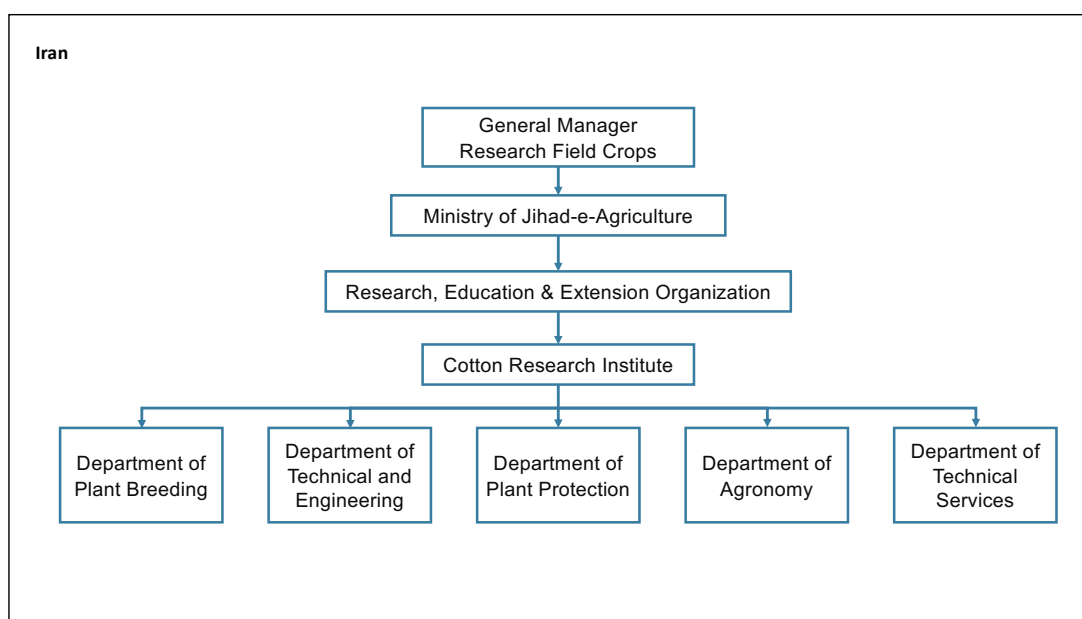 Iran
General Manager
Research Field Crops
Ministry of Jihad-e-Agriculture
Research, Education & Extension Organization
Cotton Research Institute
Department of
Plant Breeding
Department of
Technical and
Engineering
Department of
Plant Protection
Department of
Agronomy
Department of
Technical
Services